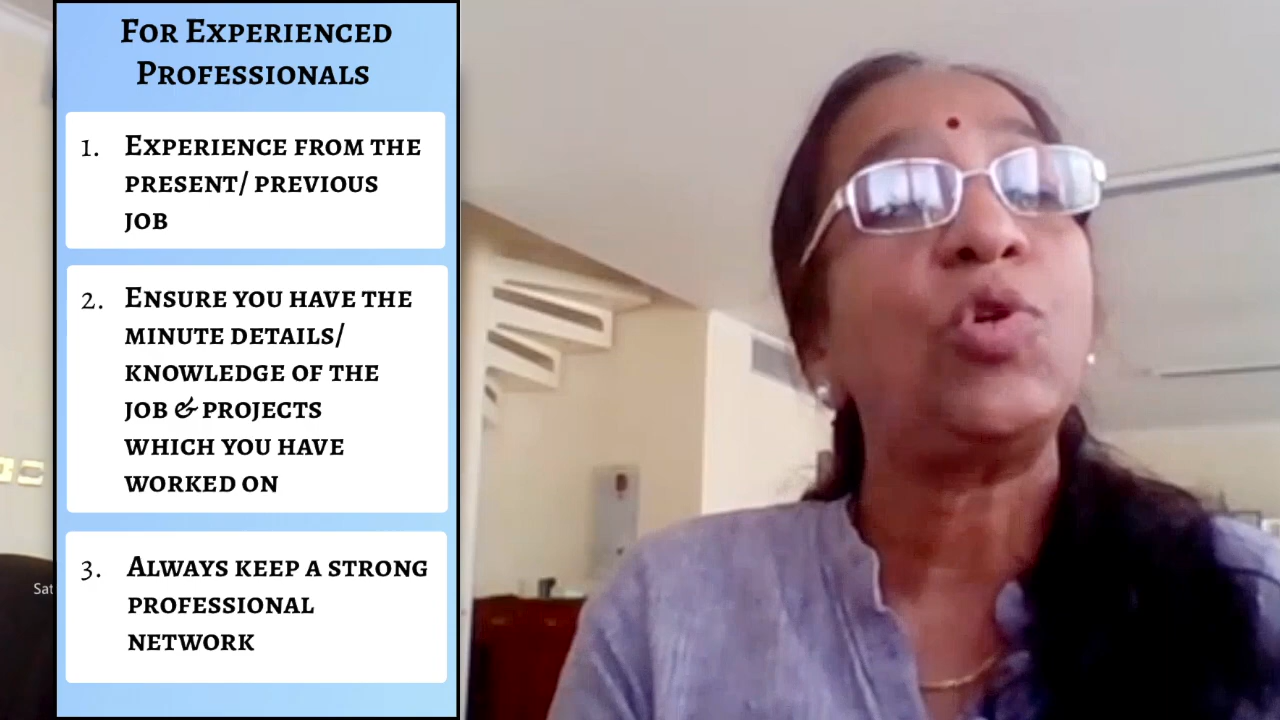 For Experienced
Professionals
1. Experience from the
present/ previous
job
2. Ensure you have the
minute details/
knowledge of the
job & projects
which you have
worked on
3. Always keep a strong
professional
network
Sat